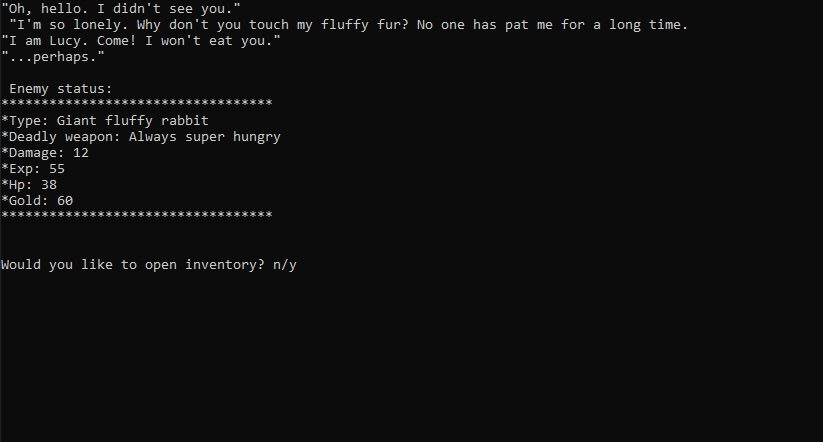 "Oh, hello. I didn't see you."
"I'm so lonely. Why don't you touch my fluffy fur? No one has pat me for a long time.
"I am Lucy. Come! I won't eat you."
"...perhaps."
Enemy status:
**********************************
*Type: Giant fluffy rabbit
*Deadly weapon: Always super hungry
*Damage: 12
*Exp: 55
*Hp: 38
*Gold: 60
**********************************
Would you like to open inventory? n/y